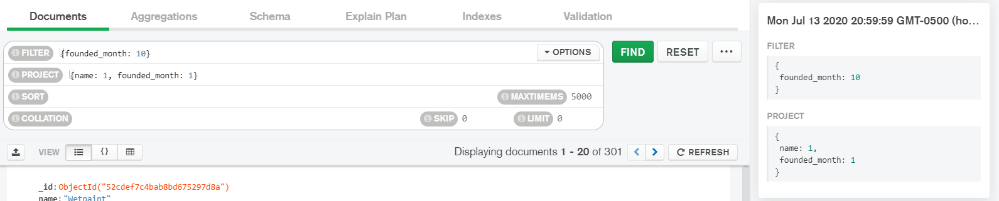 Documents Aggregations Schema Explain Plan Indexes Validation
FILTER {founded_month: 10} OPTIONS FIND RESET ...
PROJECT {name: 1, founded_month: 1}
SORT MAXTIMEMS 5000
COLLATION SKIP 0 LIMIT 0
VIEW {} Displaying documents 1 - 20 of 301 REFRESH
_id: ObjectId("52cdef7c4bab8bd675297d8a")
name: "Wetpaint"
Mon Jul 13 2020 20:59:59 GMT-0500 (ho...
FILTER
{
founded_month: 10
}
PROJECT
{
name: 1,
founded_month: 1
}